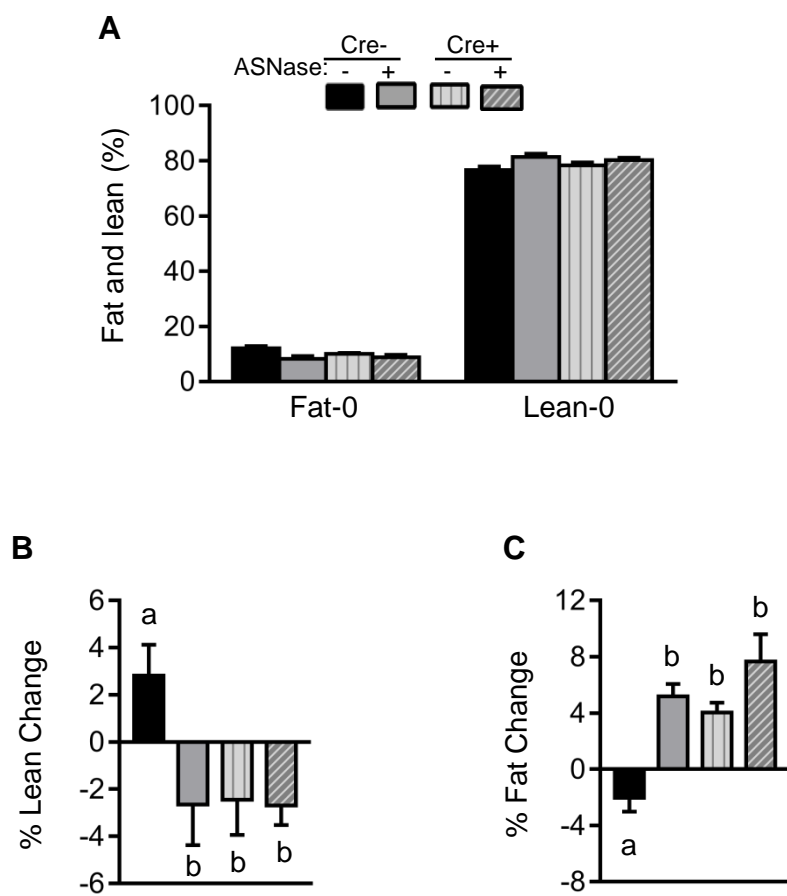 A
Cre- Cre+
ASNase: - + - +
Fat and lean (%)
100
80
60
40
20
0
Fat-0 Lean-0
B
% Lean Change
6
4
2
0
-2
-4
-6
a
b b b
C
% Fat Change
12
8
4
0
-4
-8
b
b b
a